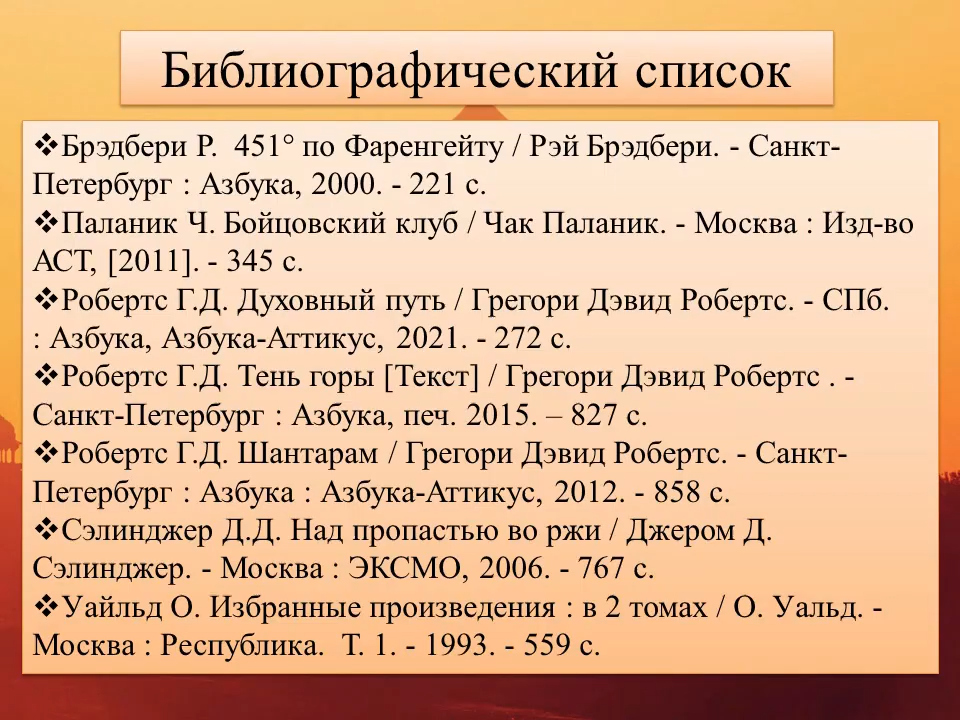 Библиографический список
❖Брэдбери Р.  451° по Фаренгейту / Рэй Брэдбери. - Санкт-
Петербург : Азбука, 2000. - 221 с.
❖Паланик Ч. Бойцовский клуб / Чак Паланик. - Москва : Изд-во
АСТ, [2011]. - 345 с.
❖Робертс Г.Д. Духовный путь / Грегори Дэвид Робертс. - СПб.
: Азбука, Азбука-Аттикус, 2021. - 272 с.
❖Робертс Г.Д. Тень горы [Текст] / Грегори Дэвид Робертс . -
Санкт-Петербург : Азбука, печ. 2015. – 827 с.
❖Робертс Г.Д. Шантарам / Грегори Дэвид Робертс. - Санкт-
Петербург : Азбука : Азбука-Аттикус, 2012. - 858 с.
❖Сэлинджер Д.Д. Над пропастью во ржи / Джером Д.
Сэлинджер. - Москва : ЭКСМО, 2006. - 767 с.
❖Уайльд О. Избранные произведения : в 2 томах / О. Уальд. -
Москва : Республика.  Т. 1. - 1993. - 559 с.